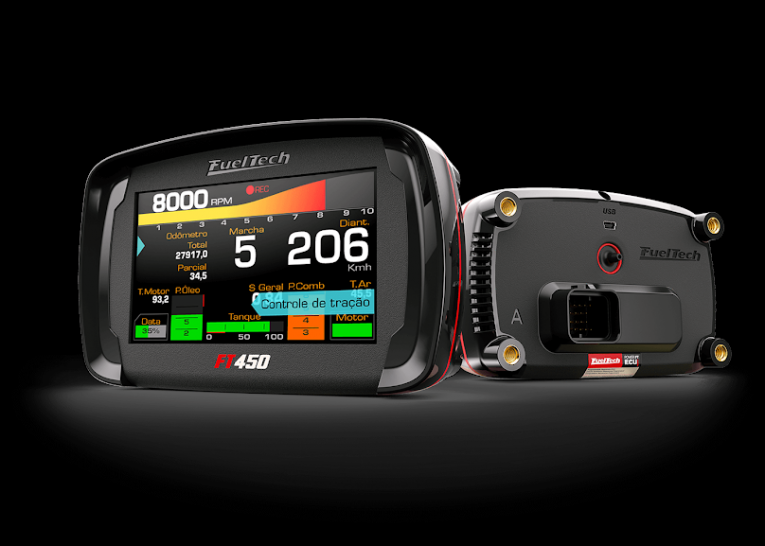 FuelTech
8000 RPM
REC
1 2 3 4 5 6 7 8 9 10
Odômetro
Total
27917,0
Parcial
34,5
Marcha
5
Diant.
206
Kmh
T.Motor
93,2
P.Óleo
5
2
S Geral
P.Comb
4
3
T.Ar
45,5
Controle de tração
Data
35%
Tanque
0 50 100
Motor
FT450
USB
FuelTech
A
FuelTech
ECU